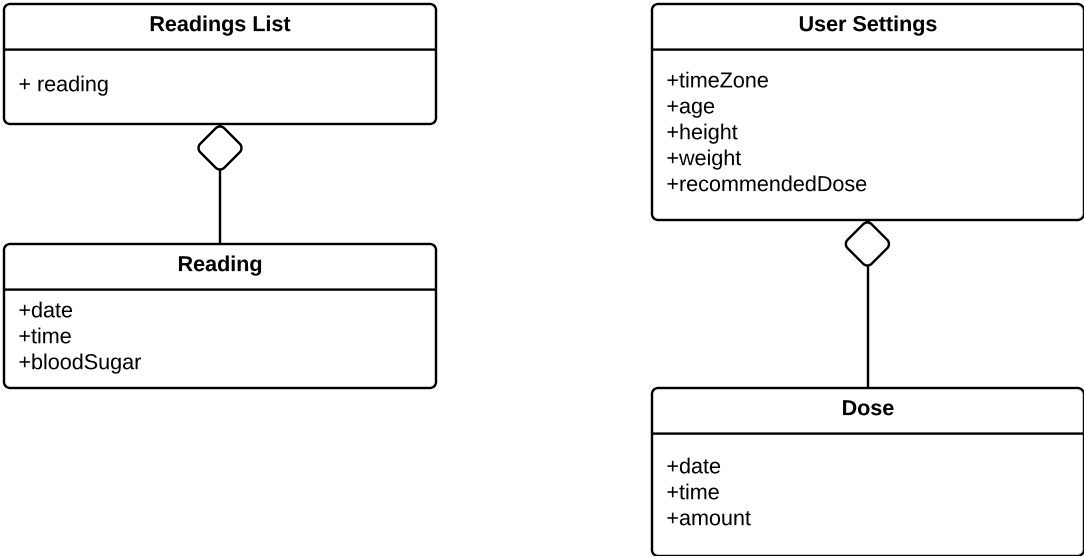 Readings List
+ reading
Reading
+date
+time
+bloodSugar
User Settings
+timeZone
+age
+height
+weight
+recommendedDose
Dose
+date
+time
+amount